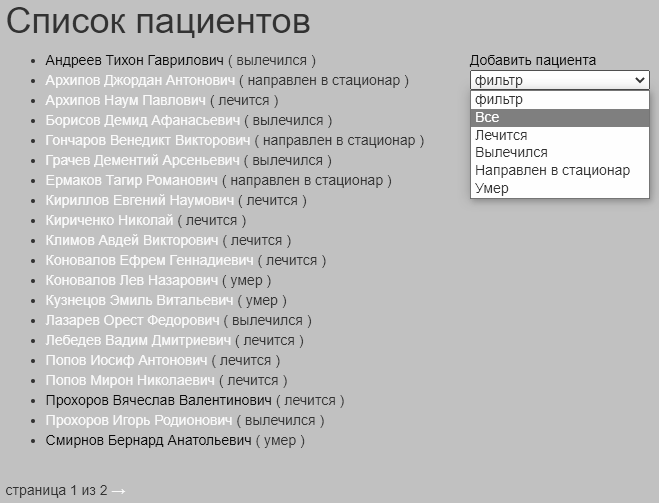 Список пациентов
Андреев Тихон Гаврилович ( вылечился )
Архипов Джордан Антонович ( направлен в стационар )
Архипов Наум Павлович ( лечится )
Борисов Демид Афанасьевич ( вылечился )
Гончаров Венедикт Викторович ( направлен в стационар )
Грачев Дементий Арсеньевич ( вылечился )
Ермаков Тагир Романович ( направлен в стационар )
Кириллов Евгений Наумович ( лечится )
Кириченко Николай ( лечится )
Климов Авдей Викторович ( лечится )
Коновалов Ефрем Геннадиевич ( лечится )
Коновалов Лев Назарович ( умер )
Кузнецов Эмиль Витальевич ( умер )
Лазарев Орест Федорович ( вылечился )
Лебедев Вадим Дмитриевич ( лечится )
Попов Иосиф Антонович ( лечится )
Попов Мирон Николаевич ( лечится )
Прохоров Вячеслав Валентинович ( лечится )
Прохоров Игорь Родионович ( вылечился )
Смирнов Бернард Анатольевич ( умер )
страница 1 из 2 →
Добавить пациента
фильтр
фильтр
Все
Лечится
Вылечился
Направлен в стационар
Умер